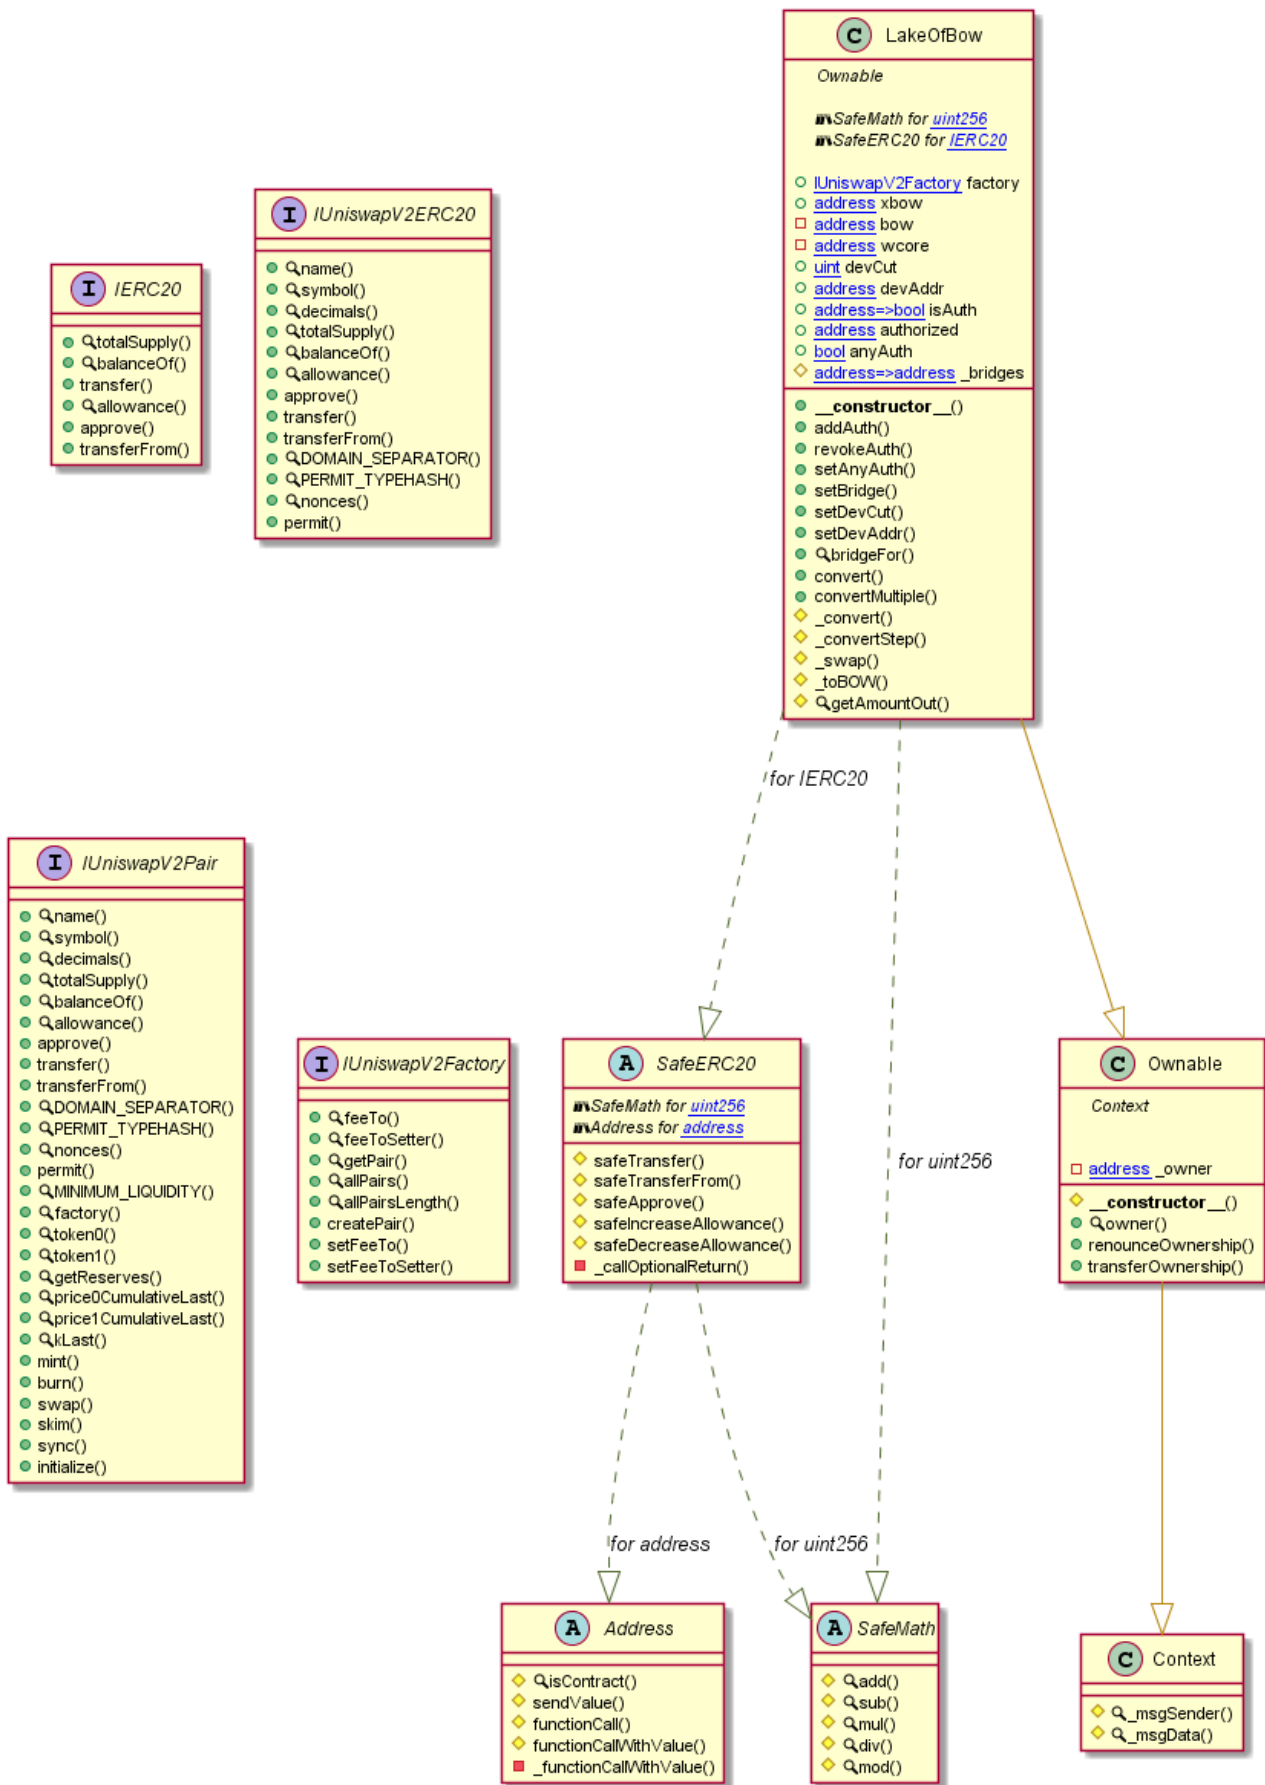 C LakeOfBow
Ownable
SafeMath for uint256
SafeERC20 for IERC20
IUniswapV2Factory factory
address xbow
address bow
address wcore
uint devCut
address devAddr
address=>bool isAuth
address authorized
bool anyAuth
address=>address _bridges
__constructor__()
addAuth()
revokeAuth()
setAnyAuth()
setBridge()
setDevCut()
setDevAddr()
bridgeFor()
convert()
convertMultiple()
_convert()
_convertStep()
_swap()
_toBOW()
getAmountOut()
I IUniswapV2ERC20
name()
symbol()
decimals()
totalSupply()
balanceOf()
allowance()
approve()
transfer()
transferFrom()
DOMAIN_SEPARATOR()
PERMIT_TYPEHASH()
nonces()
permit()
I IERC20
totalSupply()
balanceOf()
transfer()
allowance()
approve()
transferFrom()
for IERC20
for uint256
I IUniswapV2Pair
name()
symbol()
decimals()
totalSupply()
balanceOf()
allowance()
approve()
transfer()
transferFrom()
DOMAIN_SEPARATOR()
PERMIT_TYPEHASH()
nonces()
permit()
MINIMUM_LIQUIDITY()
factory()
token0()
token1()
getReserves()
price0CumulativeLast()
price1CumulativeLast()
kLast()
mint()
burn()
swap()
skim()
sync()
initialize()
I IUniswapV2Factory
feeTo()
feeToSetter()
getPair()
allPairs()
allPairsLength()
createPair()
setFeeTo()
setFeeToSetter()
A SafeERC20
SafeMath for uint256
Address for address
safeTransfer()
safeTransferFrom()
safeApprove()
safeIncreaseAllowance()
safeDecreaseAllowance()
_callOptionalReturn()
C Ownable
Context
address _owner
__constructor__()
owner()
renounceOwnership()
transferOwnership()
for address
for uint256
A Address
isContract()
sendValue()
functionCall()
functionCallWithValue()
_functionCallWithValue()
A SafeMath
add()
sub()
mul()
div()
mod()
C Context
_msgSender()
_msgData()